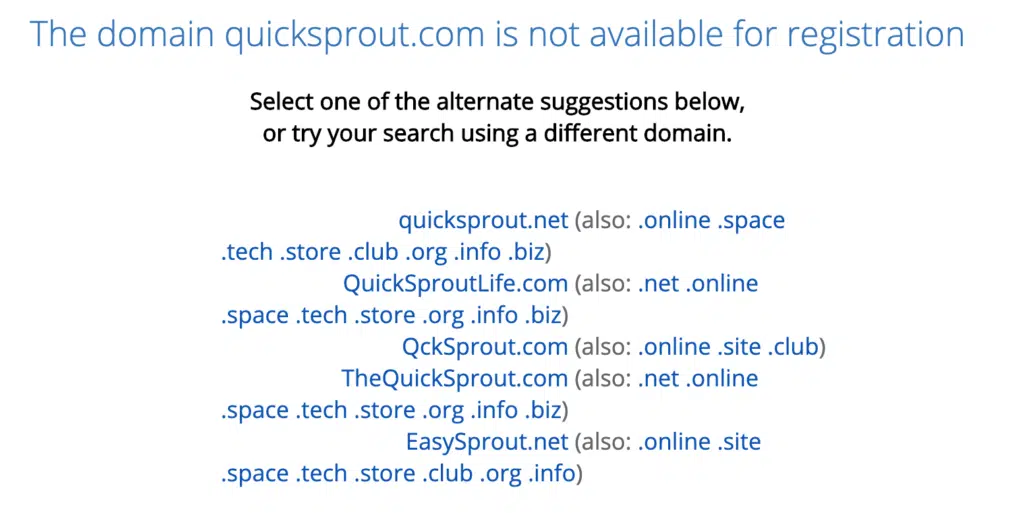 The domain quicksprout.com is not available for registration
Select one of the alternate suggestions below,
or try your search using a different domain.
quicksprout.net (also: .online .space
.tech .store .club .org .info .biz)
QuickSproutLife.com (also: .net .online
.space .tech .store .org .info .biz)
QckSprout.com (also: .online .site .club)
TheQuickSprout.com (also: .net .online
.space .tech .store .org .info .biz)
EasySprout.net (also: .online .site
.space .tech .store .club .org .info)